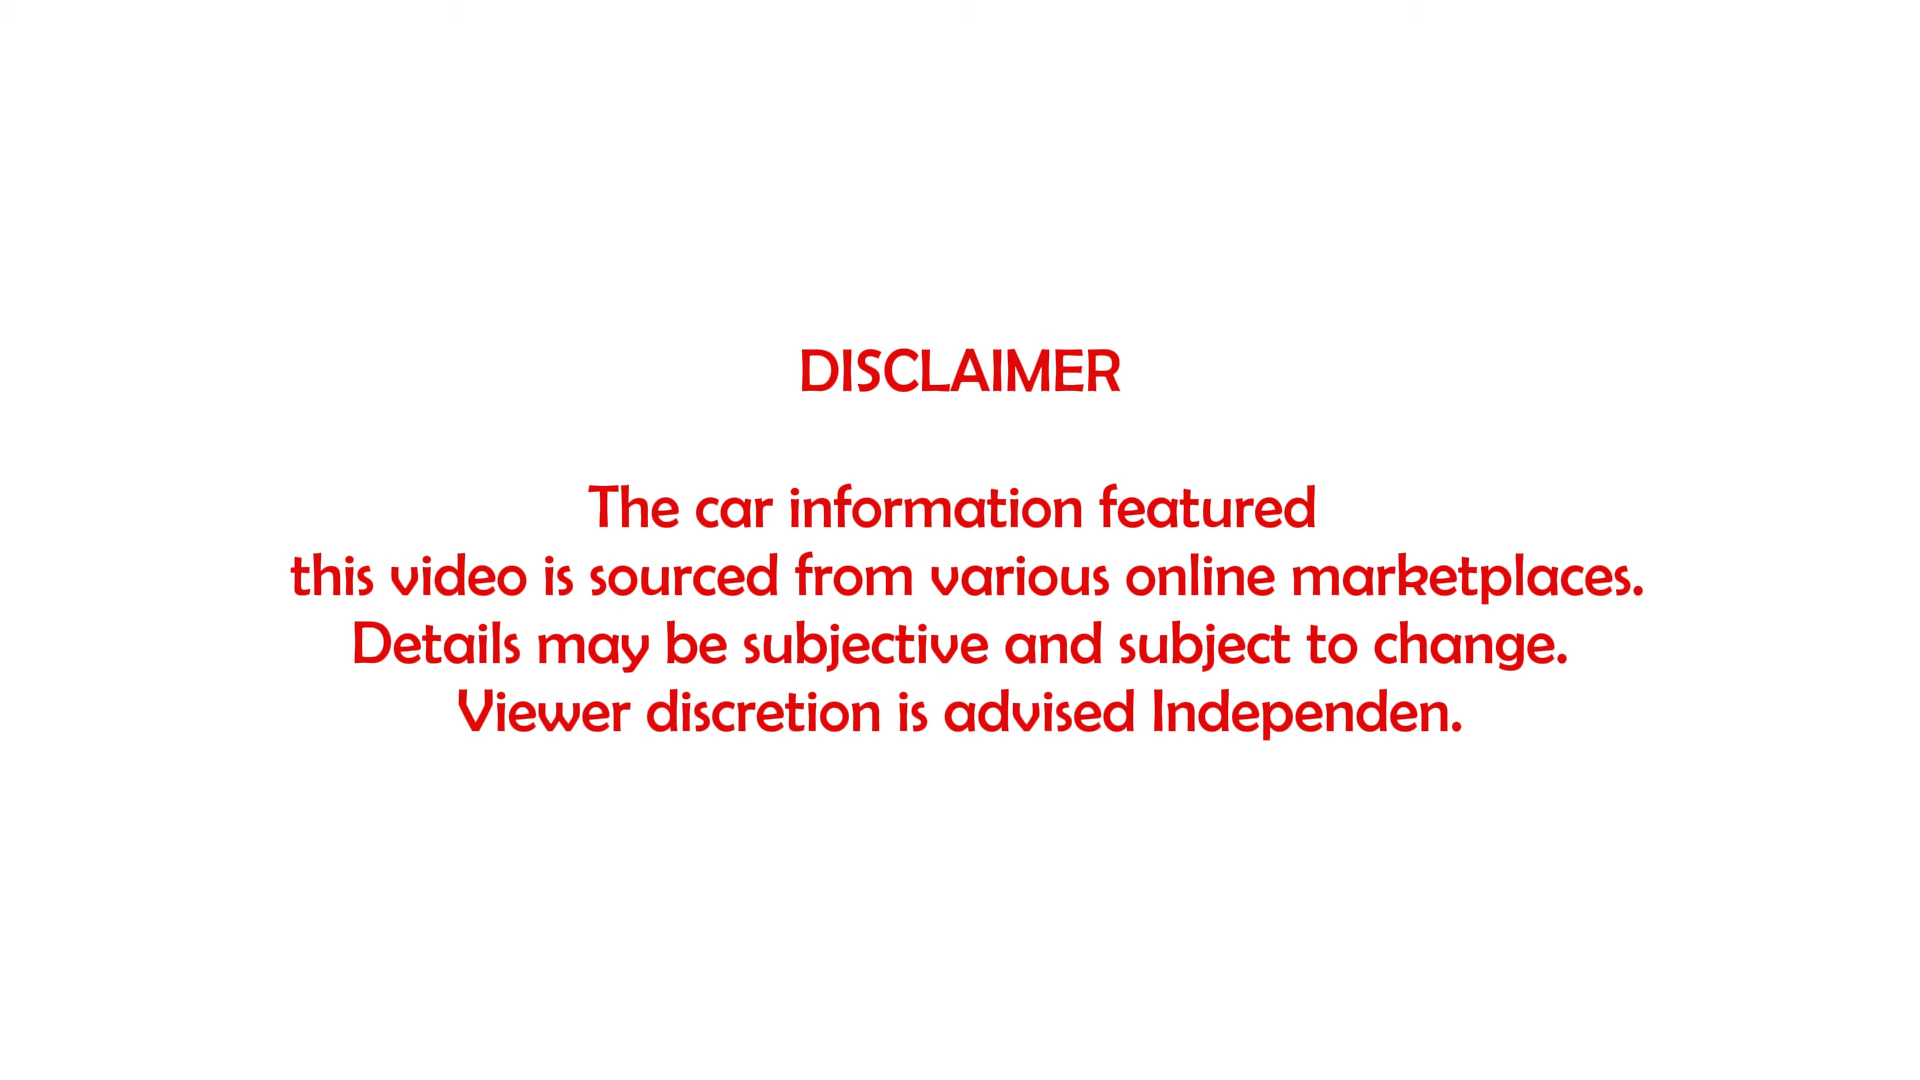 DISCLAIMER
The car information featured
this video is sourced from various online marketplaces.
Details may be subjective and subject to change.
Viewer discretion is advised Independen.